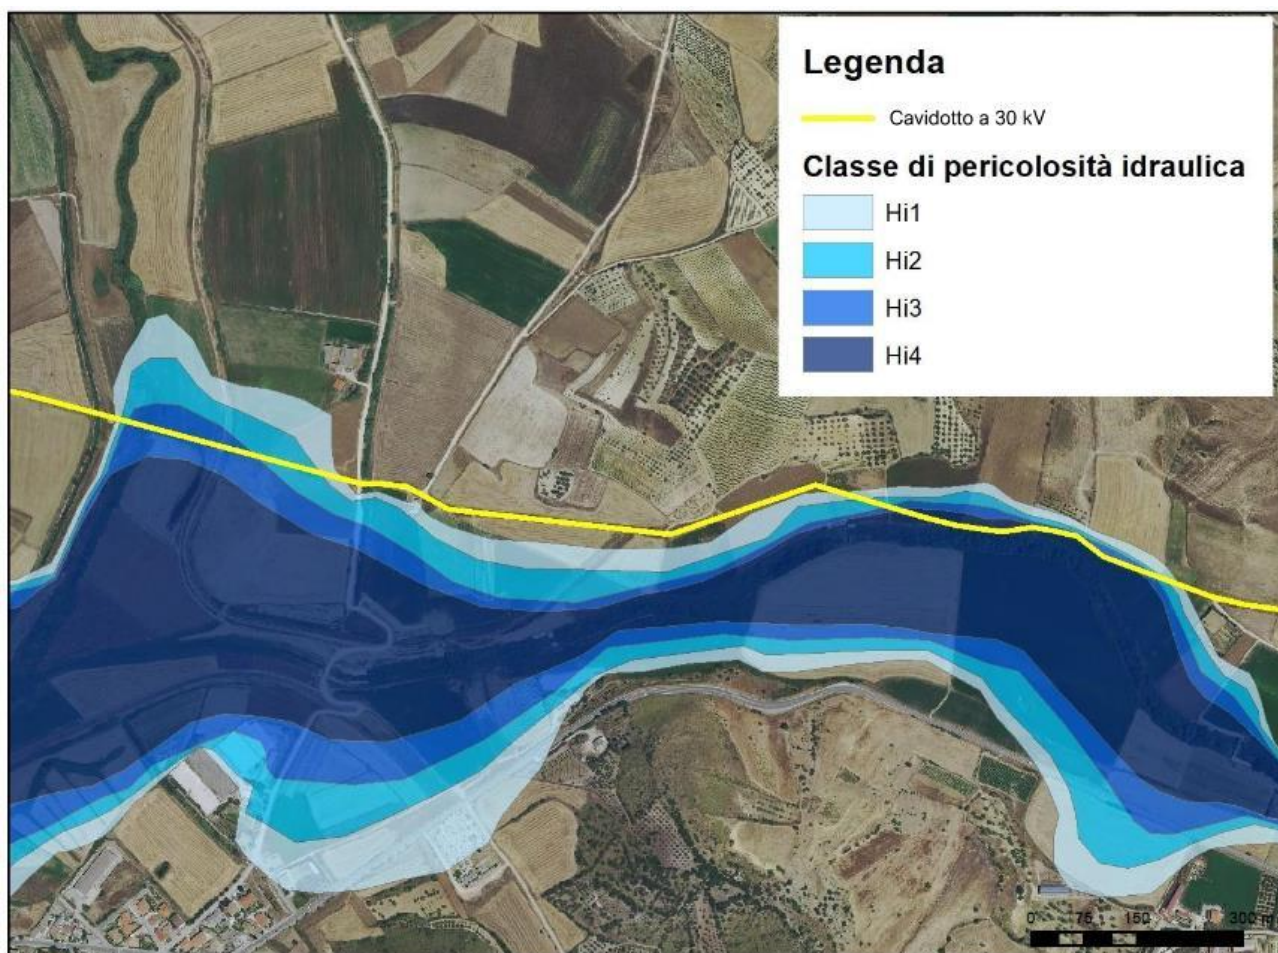 Legenda
Cavidotto a 30 kV
Classe di pericolosità idraulica
Hi1
Hi2
Hi3
Hi4
0 75 150 300 m